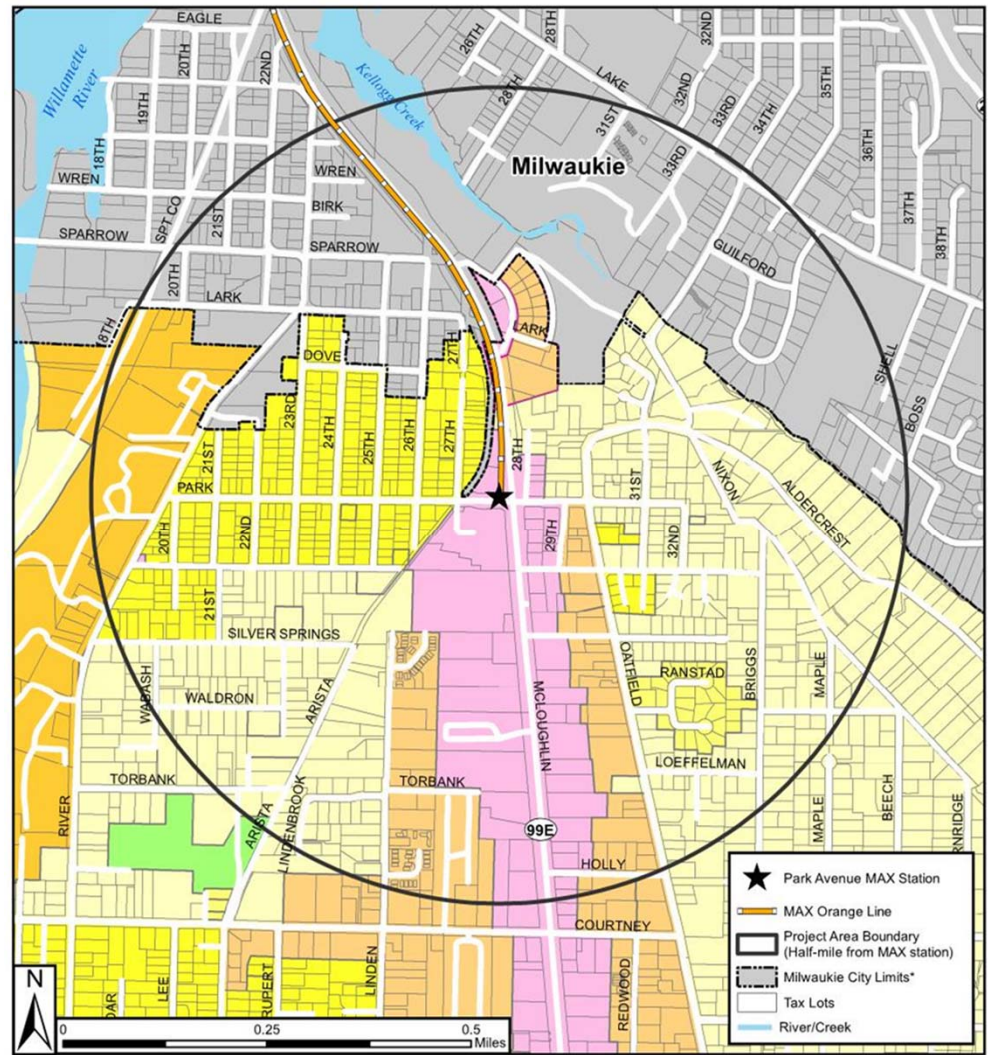 EAGLE
20TH
22ND
26TH
28TH
32ND
Willamette
River
19TH
28TH
LAKE
35TH
Kellogg Creek
31ST
32ND
33RD
34TH
36TH
18TH
WREN
WREN
Milwaukie
33RD
SPT CO
21ST
BIRK
37TH
38TH
SPARROW
SPARROW
GUILFORD
20TH
LARK
LARK
DOVE
27TH
SHELL
23RD
24TH
25TH
26TH
27TH
28TH
BOSS
21ST
PARK
31ST
NIXON
ALDERCREST
20TH
22ND
29TH
32ND
21ST
SILVER SPRINGS
OATFIELD
RANSTAD
BRIGGS
MAPLE
WABASH
WALDRON
ARISTA
MCLOUGHLIN
LOEFFELMAN
TORBANK
TORBANK
RIVER
ARISTA
LINDENBROOK
MAPLE
BEECH
RNRIDGE
99E
HOLLY
COURTNEY
LEE
RUPERT
LINDEN
REDWOOD
Park Avenue MAX Station
MAX Orange Line
Project Area Boundary
(Half-mile from MAX station)
Milwaukie City Limits*
Tax Lots
River/Creek
N
0 0.25 0.5
Miles